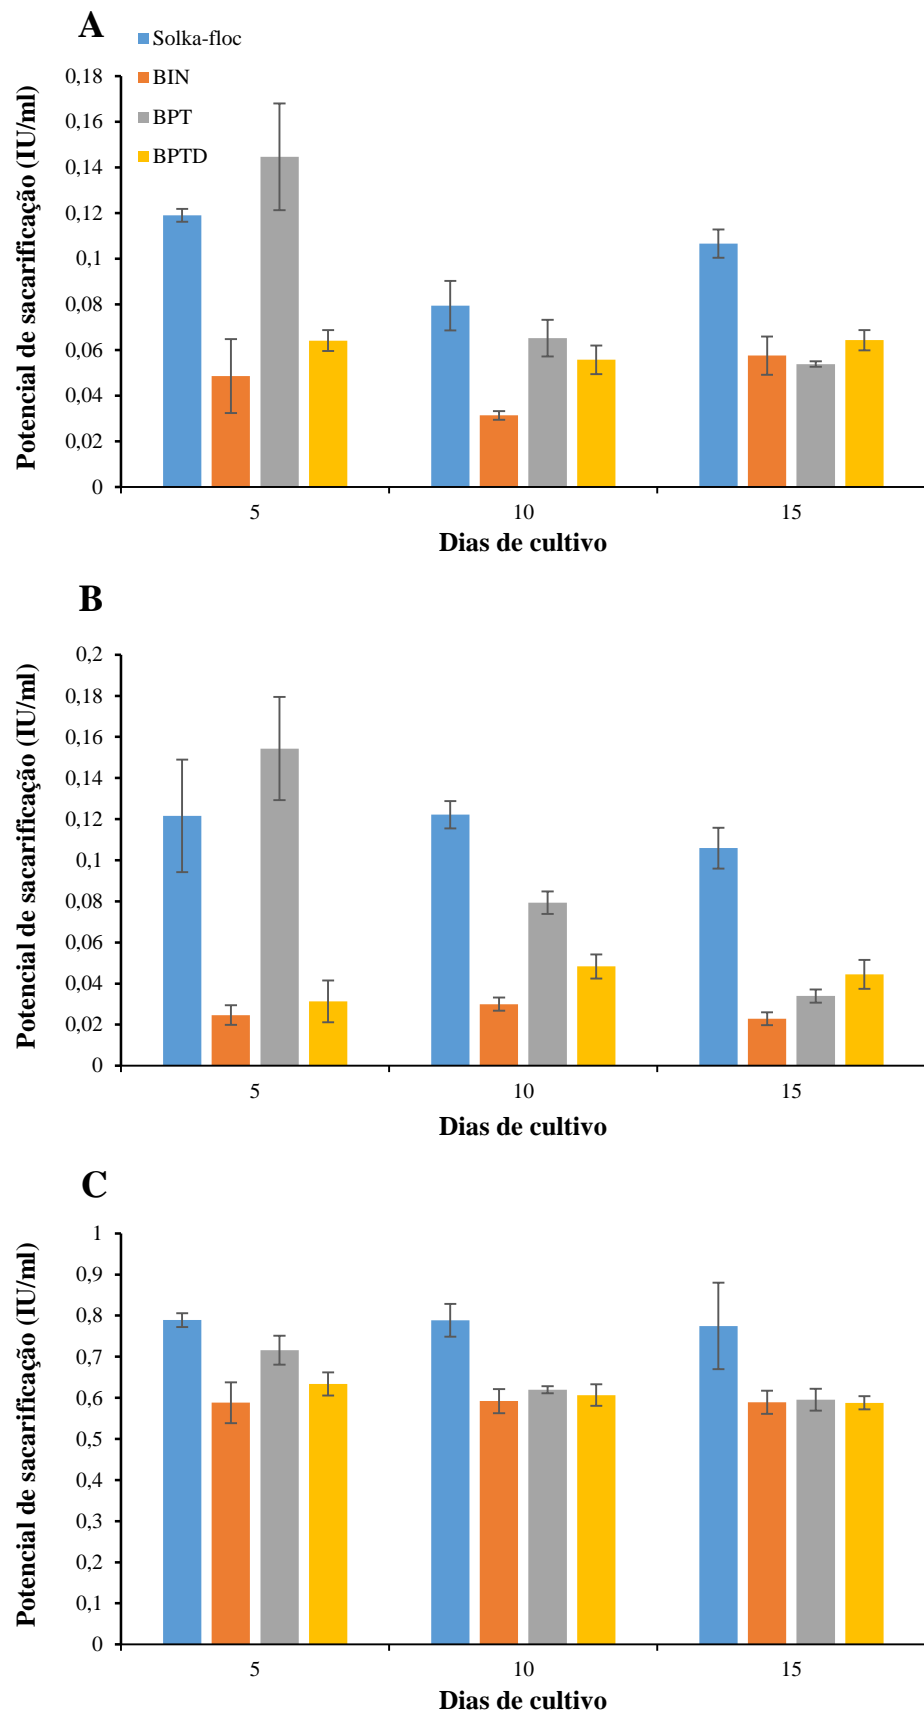 A
Solka-floc
BIN
BPT
BPTD
Potencial de sacarificação (IU/ml)
0,18
0,16
0,14
0,12
0,1
0,08
0,06
0,04
0,02
0
5 10 15
Dias de cultivo
B
Potencial de sacarificação (IU/ml)
0,2
0,18
0,16
0,14
0,12
0,1
0,08
0,06
0,04
0,02
0
5 10 15
Dias de cultivo
C
Potencial de sacarificação (IU/ml)
1
0,9
0,8
0,7
0,6
0,5
0,4
0,3
0,2
0,1
0
5 10 15
Dias de cultivo